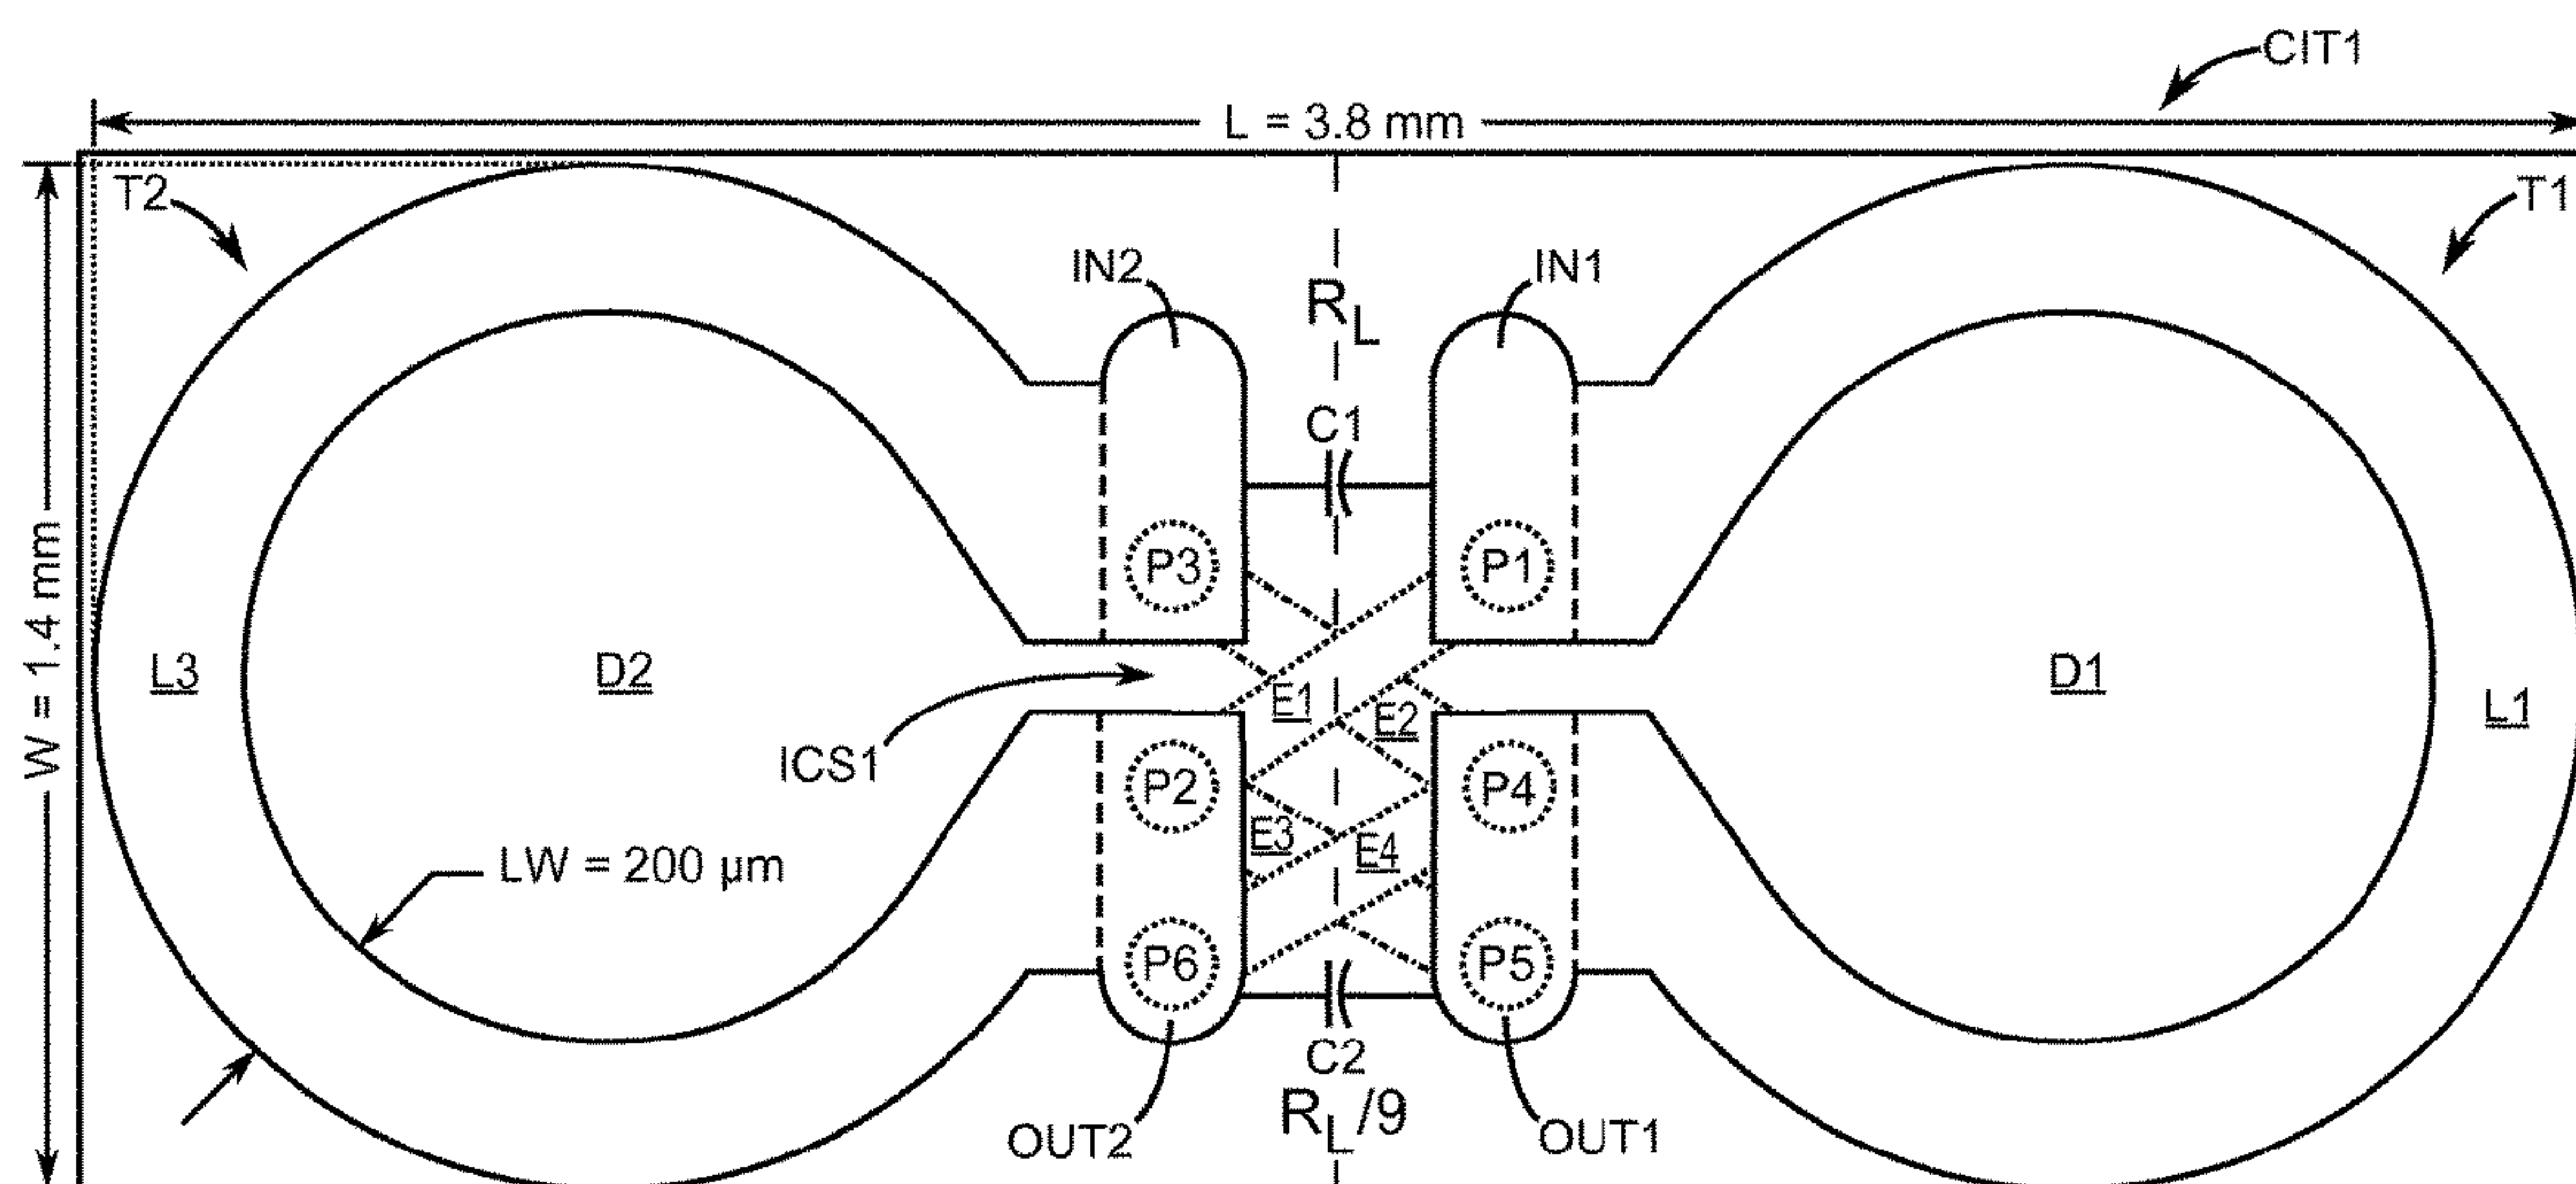 CIT1
L = 3.8 mm
T2
T1
IN2
IN1
RL
C1
P3
P1
W = 1.4 mm
L3
D2
E1
E2
D1
L1
ICS1
P2
P4
E3
E4
LW = 200 µm
P6
P5
C2
RL/9
OUT2
OUT1